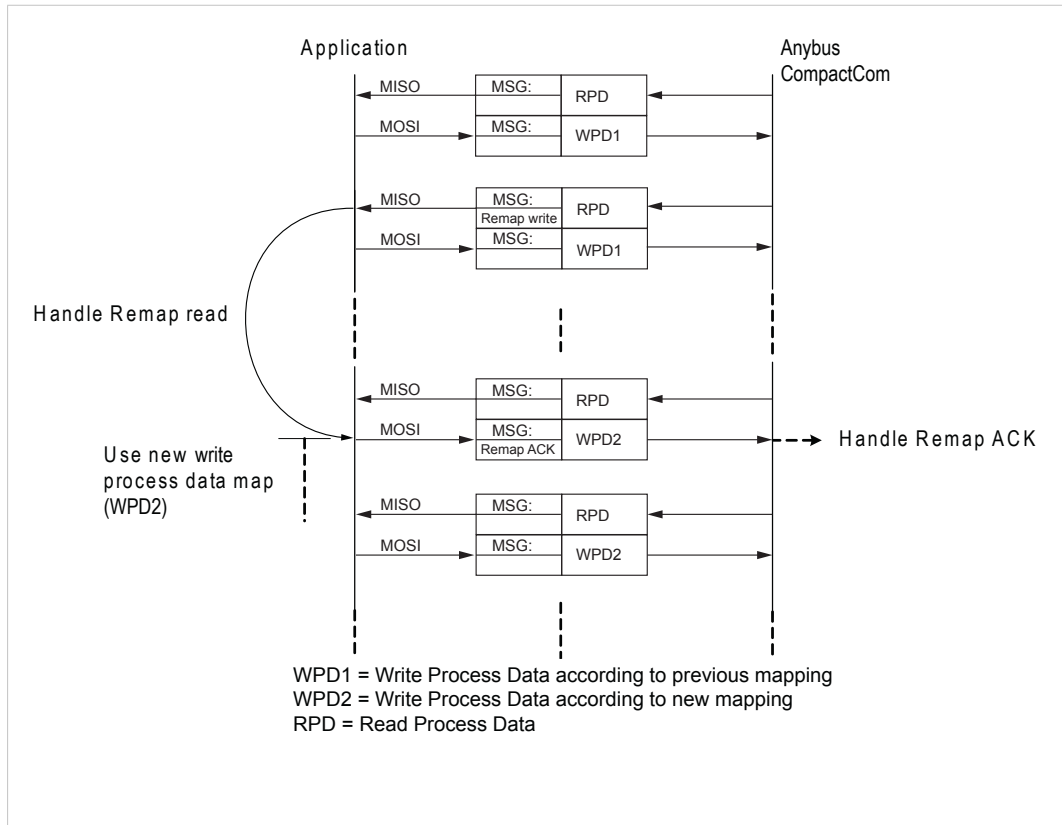 Application
Anybus
CompactCom
MISO
MSG:
RPD
MOSI
MSG:
WPD1
MISO
MSG:
Remap write
RPD
MOSI
MSG:
WPD1
Handle Remap read
MISO
MSG:
RPD
MOSI
MSG:
Remap ACK
WPD2
Handle Remap ACK
Use new write
process data map
(WPD2)
MISO
MSG:
RPD
MOSI
MSG:
WPD2
WPD1 = Write Process Data according to previous mapping
WPD2 = Write Process Data according to new mapping
RPD = Read Process Data